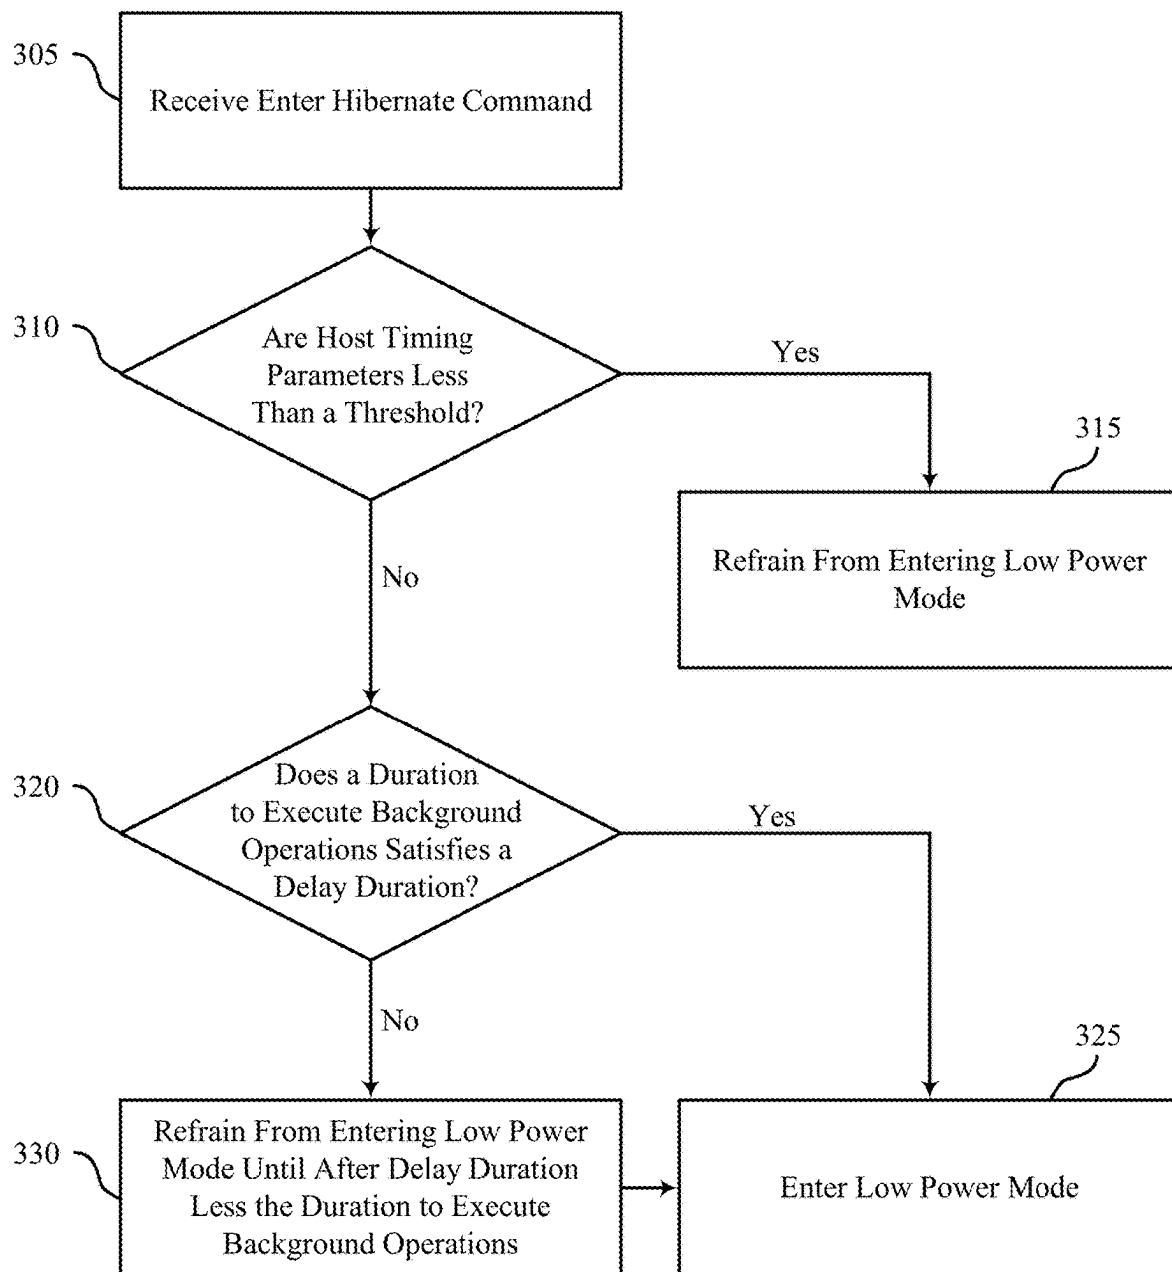 305
Receive Enter Hibernate Command
310
Are Host Timing
Parameters Less
Than a Threshold?
Yes
315
Refrain From Entering Low Power
Mode
No
320
Does a Duration
to Execute Background
Operations Satisfies a
Delay Duration?
Yes
No
325
330
Refrain From Entering Low Power
Mode Until After Delay Duration
Less the Duration to Execute
Background Operations
Enter Low Power Mode